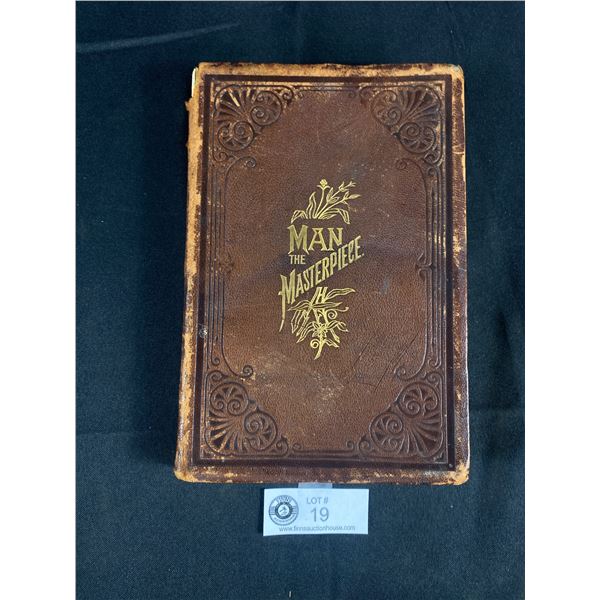 MAN
THE
MASTERPIECE.
LOT #
19
www.finnsauctionhouse.com